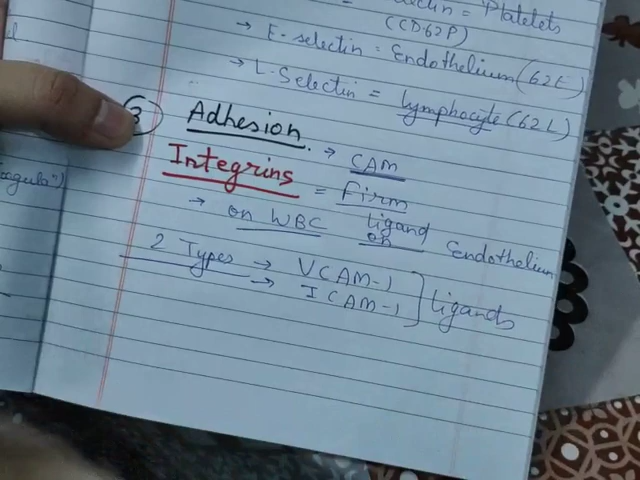 = Platelets
(CD62P)
→ E-selectin = Endothelium (62E)
→ L-Selectin = Lymphocyte (62L)
3 Adhesion → CAM
Integrins = Firm
→ on WBC ligand on Endothelium
2 Types → VCAM-1
→ ICAM-1 ] ligands